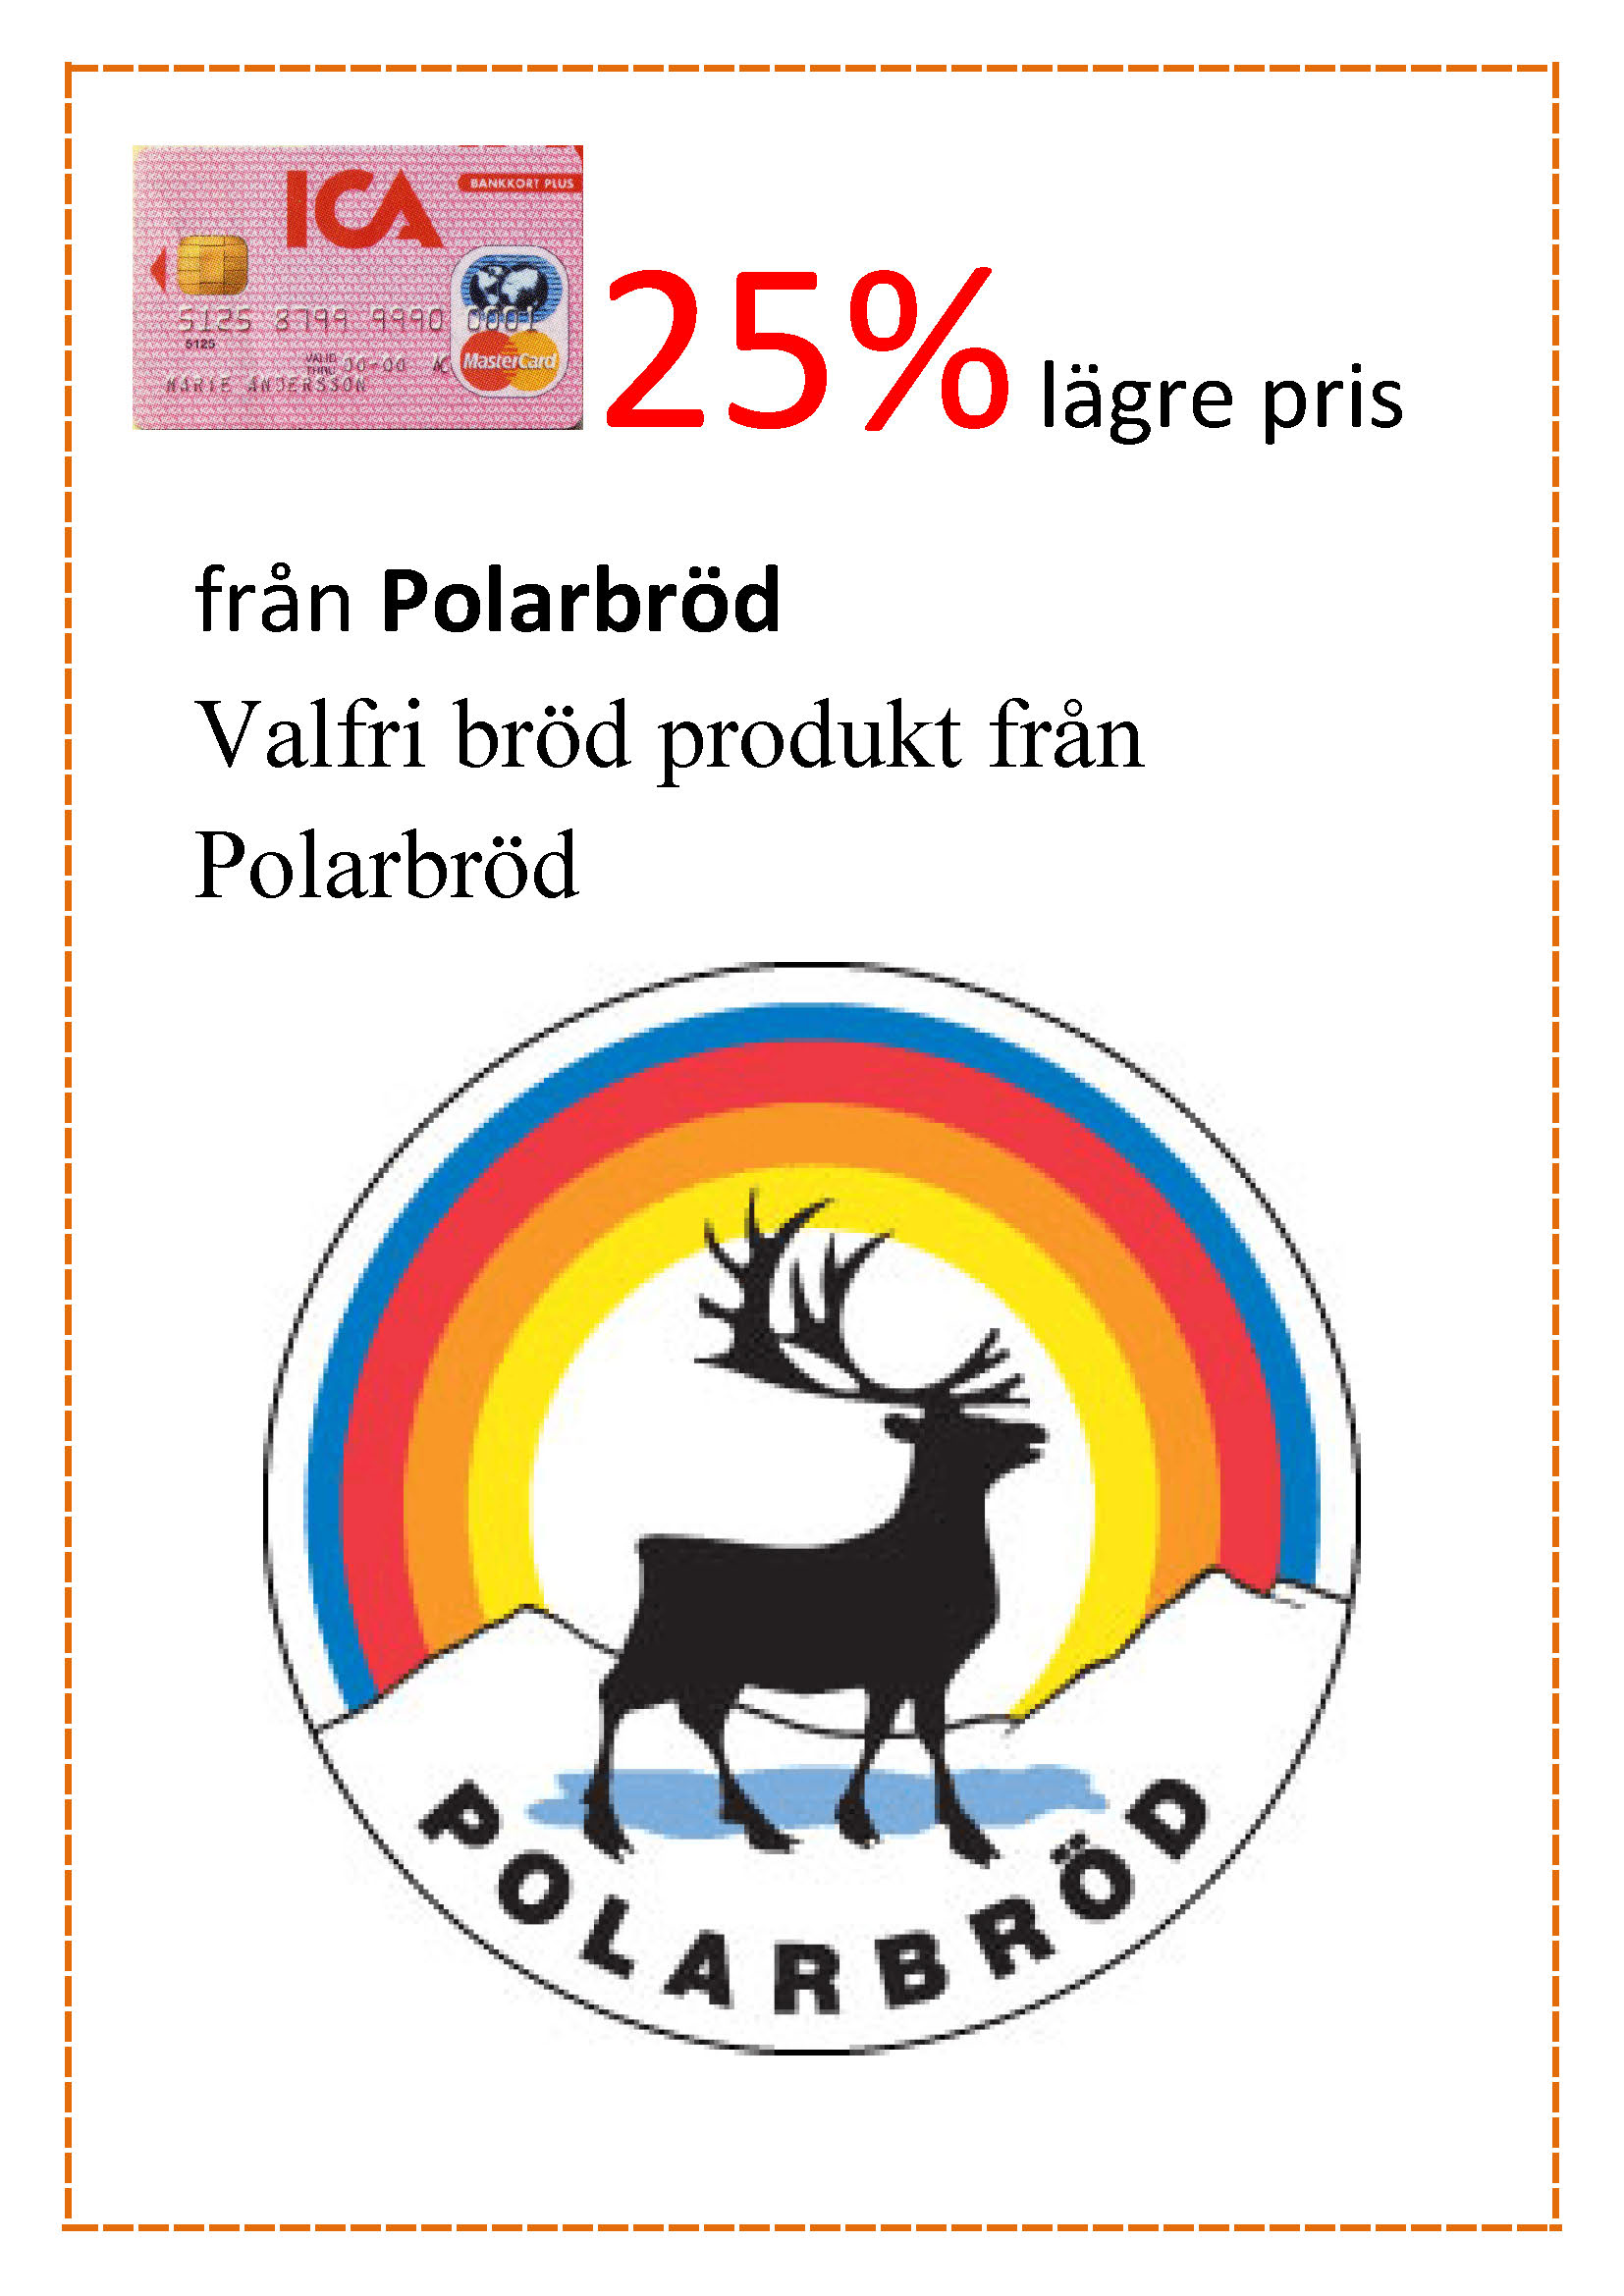 ICA
BANKKORT PLUS
5125 8799 9990 0001
5125
VALID
THRU 00-00
MARIE ANDERSSON
MasterCard
25% lägre pris
från Polarbröd
Valfri bröd produkt från
Polarbröd
POLARBRÖD